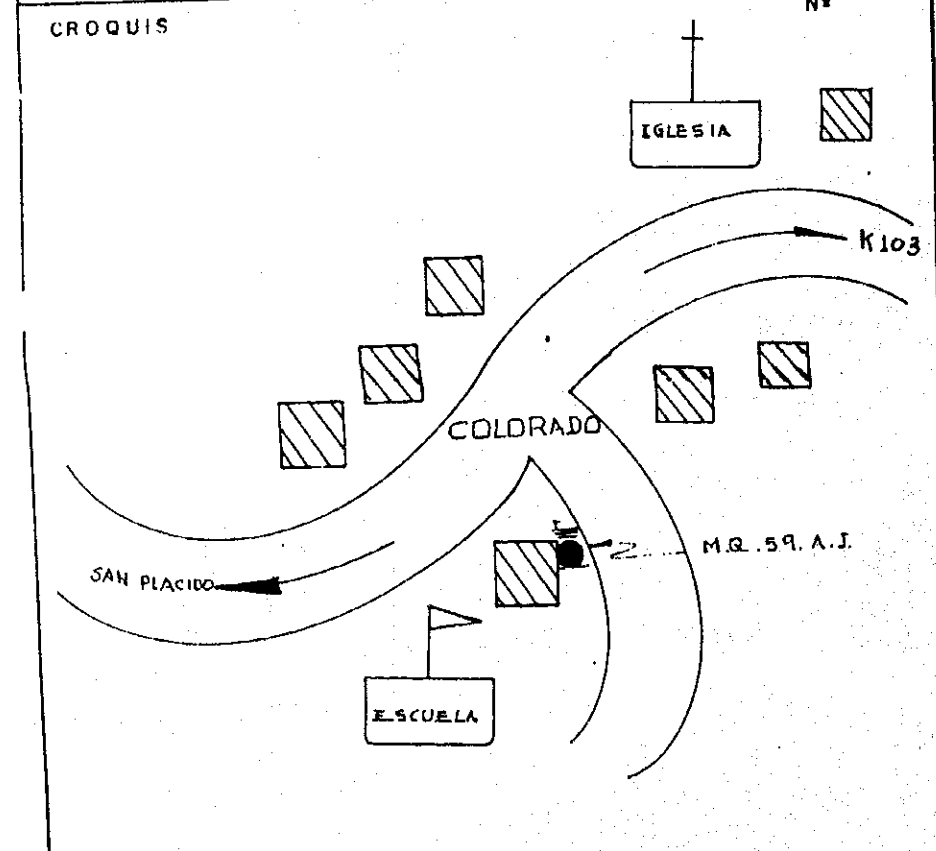 Nº
CROQUIS
IGLESIA
K103
COLORADO
M.Q. 59. A.J.
SAN PLACIDO
ESCUELA